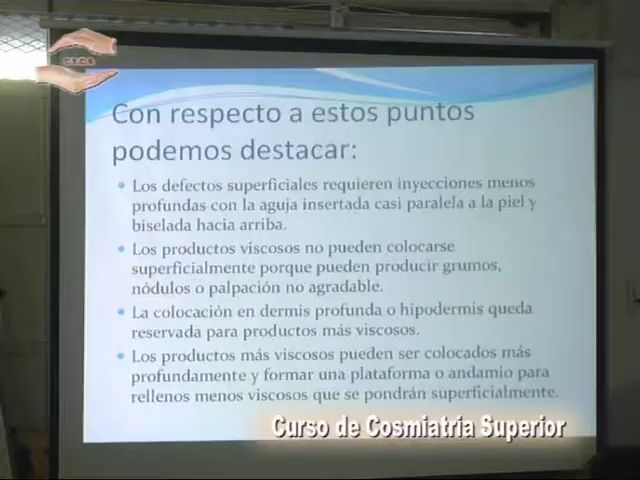 C.E.C.S.
Con respecto a estos puntos
podemos destacar:
• Los defectos superficiales requieren inyecciones menos
profundas con la aguja insertada casi paralela a la piel y
biselada hacia arriba.
• Los productos viscosos no pueden colocarse
superficialmente porque pueden producir grumos,
nódulos o palpación no agradable.
• La colocación en dermis profunda o hipodermis queda
reservada para productos más viscosos.
• Los productos más viscosos pueden ser colocados más
profundamente y formar una plataforma o andamio para
rellenos menos viscosos que se pondrán superficialmente.
Curso de Cosmiatria Superior